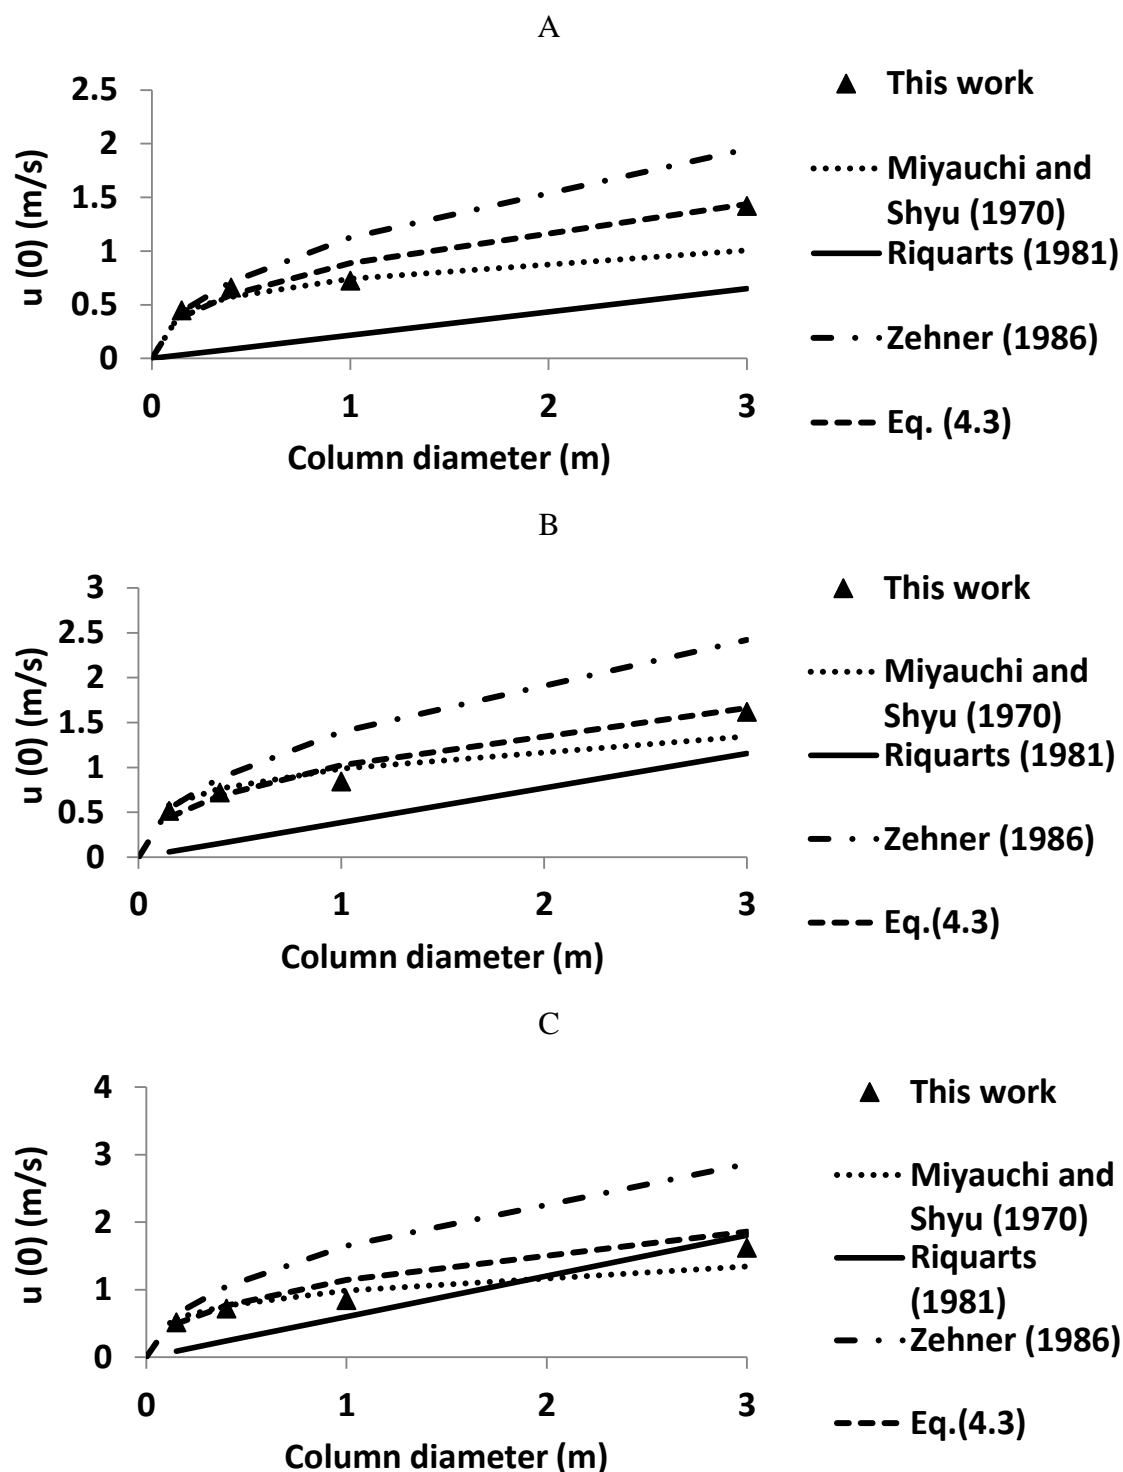 A
2.5
2
1.5
1
0.5
0
u (0) (m/s)
0 1 2 3
Column diameter (m)
This work
Miyauchi and
Shyu (1970)
Riquarts (1981)
Zehner (1986)
Eq. (4.3)
B
3
2.5
2
1.5
1
0.5
0
u (0) (m/s)
0 1 2 3
Column diameter (m)
This work
Miyauchi and
Shyu (1970)
Riquarts (1981)
Zehner (1986)
Eq.(4.3)
C
4
3
2
1
0
u (0) (m/s)
0 1 2 3
Column diameter (m)
This work
Miyauchi and
Shyu (1970)
Riquarts
(1981)
Zehner (1986)
Eq.(4.3)